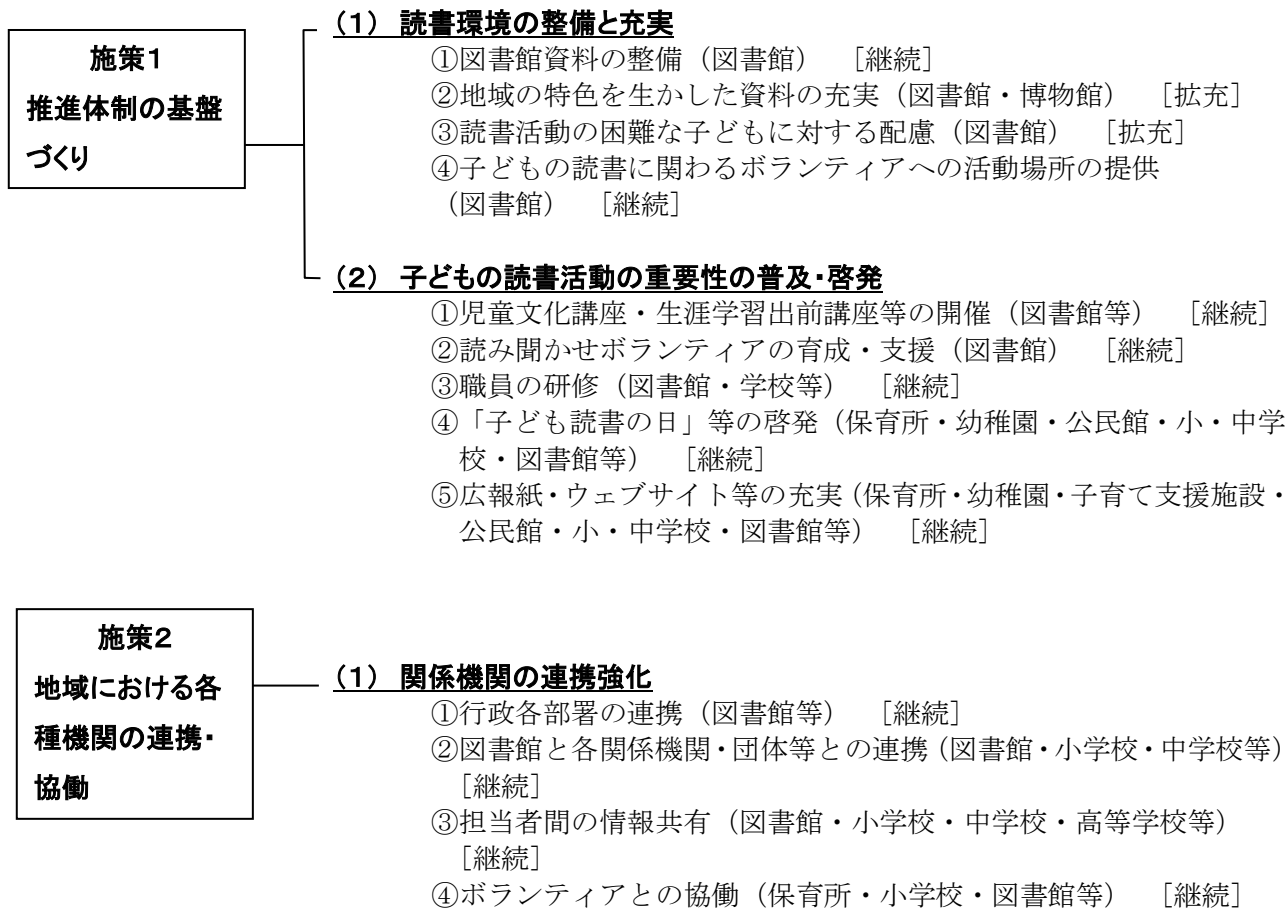 施策1
推進体制の基盤
づくり
(1) 読書環境の整備と充実
①図書館資料の整備（図書館） ［継続］
②地域の特色を生かした資料の充実（図書館・博物館） ［拡充］
③読書活動の困難な子どもに対する配慮（図書館） ［拡充］
④子どもの読書に関わるボランティアへの活動場所の提供
（図書館） ［継続］
(2) 子どもの読書活動の重要性の普及・啓発
①児童文化講座・生涯学習出前講座等の開催（図書館等） ［継続］
②読み聞かせボランティアの育成・支援（図書館） ［継続］
③職員の研修（図書館・学校等） ［継続］
④「子ども読書の日」等の啓発（保育所・幼稚園・公民館・小・中学
校・図書館等） ［継続］
⑤広報紙・ウェブサイト等の充実（保育所・幼稚園・子育て支援施設・
公民館・小・中学校・図書館等） ［継続］
施策2
地域における各
種機関の連携・
協働
(1) 関係機関の連携強化
①行政各部署の連携（図書館等） ［継続］
②図書館と各関係機関・団体等との連携（図書館・小学校・中学校等）
［継続］
③担当者間の情報共有（図書館・小学校・中学校・高等学校等）
［継続］
④ボランティアとの協働（保育所・小学校・図書館等） ［継続］